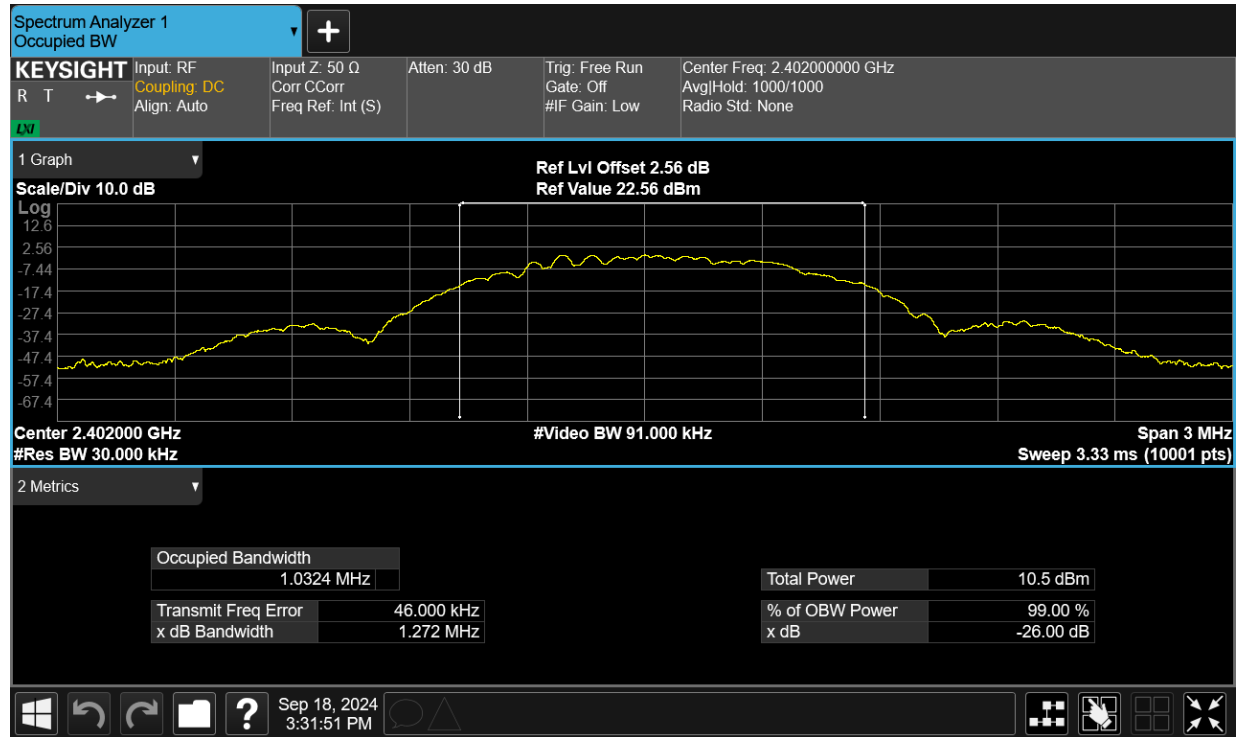 Spectrum Analyzer 1
Occupied BW
KEYSIGHT
R T
LXI
Input: RF
Coupling: DC
Align: Auto
Input Z: 50 Ω
Corr CCorr
Freq Ref: Int (S)
Atten: 30 dB
Trig: Free Run
Gate: Off
#IF Gain: Low
Center Freq: 2.402000000 GHz
Avg|Hold: 1000/1000
Radio Std: None
1 Graph
Scale/Div 10.0 dB
Ref Lvl Offset 2.56 dB
Ref Value 22.56 dBm
Log
12.6
2.56
-7.44
-17.4
-27.4
-37.4
-47.4
-57.4
-67.4
Center 2.402000 GHz
#Video BW 91.000 kHz
Span 3 MHz
#Res BW 30.000 kHz
Sweep 3.33 ms (10001 pts)
2 Metrics
Occupied Bandwidth
1.0324 MHz
Total Power 10.5 dBm
Transmit Freq Error 46.000 kHz
% of OBW Power 99.00 %
x dB Bandwidth 1.272 MHz
x dB -26.00 dB
?
Sep 18, 2024
3:31:51 PM